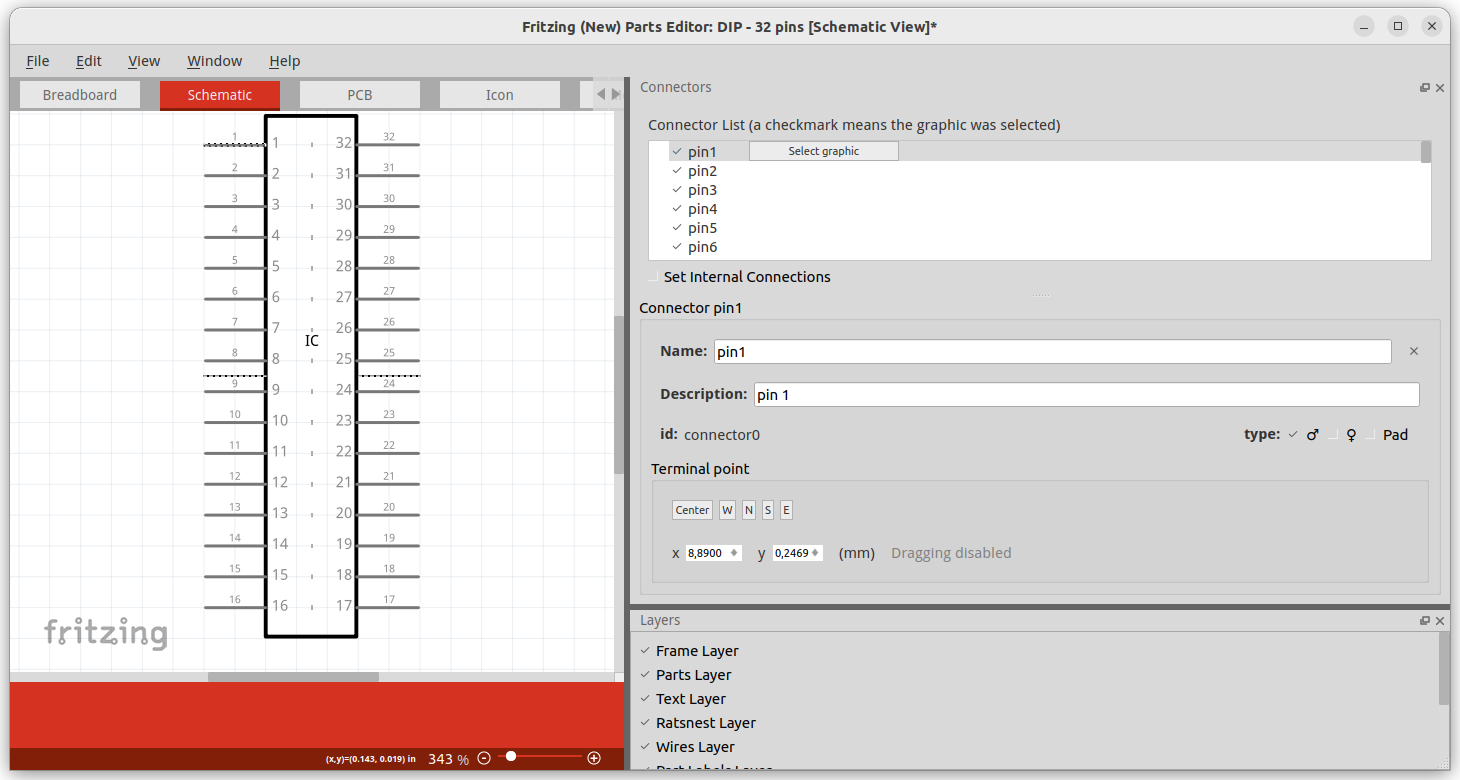 Fritzing (New) Parts Editor: DIP - 32 pins [Schematic View]*
File Edit View Window Help
Breadboard Schematic PCB Icon
Connectors
Connector List (a checkmark means the graphic was selected)
pin1 Select graphic
pin2
pin3
pin4
pin5
pin6
Set Internal Connections
Connector pin1
Name: pin1
Description: pin 1
id: connector0 type: ♂ ♀ Pad
Terminal point
Center W N S E
x 8,8900 y 0,2469 (mm) Dragging disabled
Layers
Frame Layer
Parts Layer
Text Layer
Ratsnest Layer
Wires Layer
Part Labels Layer
1 1 32 32
2 2 31 31
3 3 30 30
4 4 29 29
5 5 28 28
6 6 27 27
7 7 26 26
IC
8 8 25 25
9 9 24 24
10 10 23 23
11 11 22 22
12 12 21 21
13 13 20 20
14 14 19 19
15 15 18 18
16 16 17 17
fritzing
(x,y)=(0.143, 0.019) in 343 %